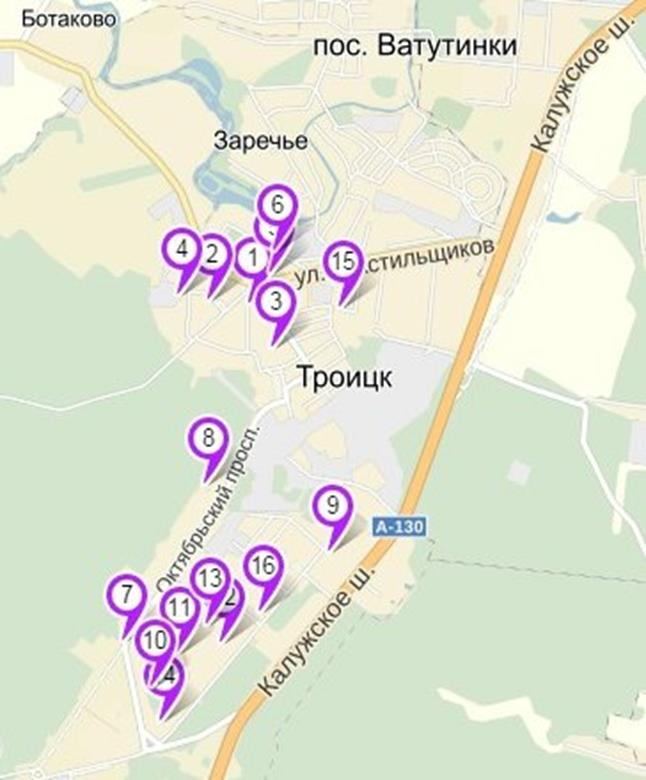 Ботаково
пос. Ватутинки
Калужское ш.
Заречье
6
4
2
1
15
ул.
стильщиков
3
Троицк
8
Октябрьский просп.
9
А-130
16
13
7
11
10
Калужское ш.